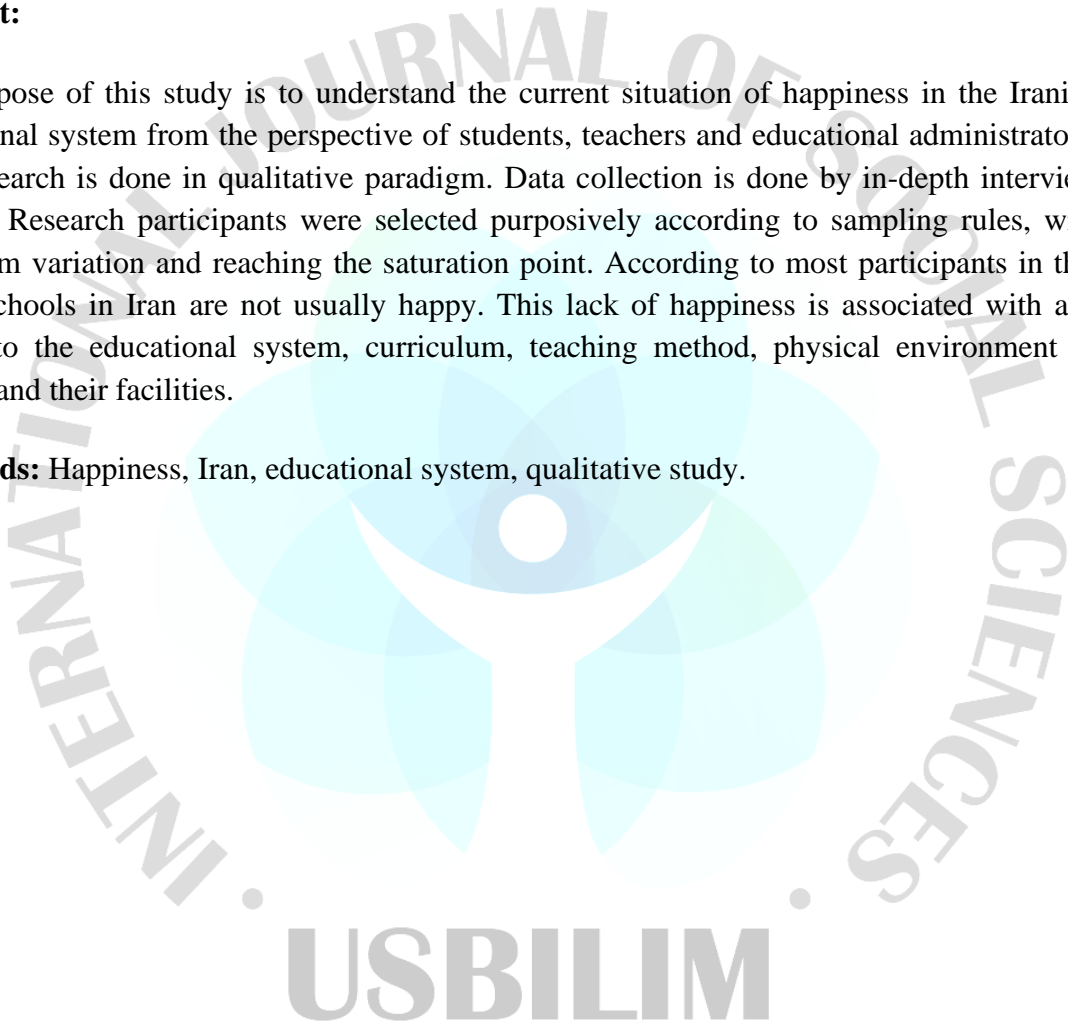 t:
pose of this study is to understand the current situation of happiness in the Irani
nal system from the perspective of students, teachers and educational administrato
earch is done in qualitative paradigm. Data collection is done by in-depth intervie
Research participants were selected purposively according to sampling rules, wi
m variation and reaching the saturation point. According to most participants in th
chools in Iran are not usually happy. This lack of happiness is associated with a
to the educational system, curriculum, teaching method, physical environment
and their facilities.
ds: Happiness, Iran, educational system, qualitative study.
INTERNATIONAL JOURNAL OF SOCIAL SCIENCES
USBILIM